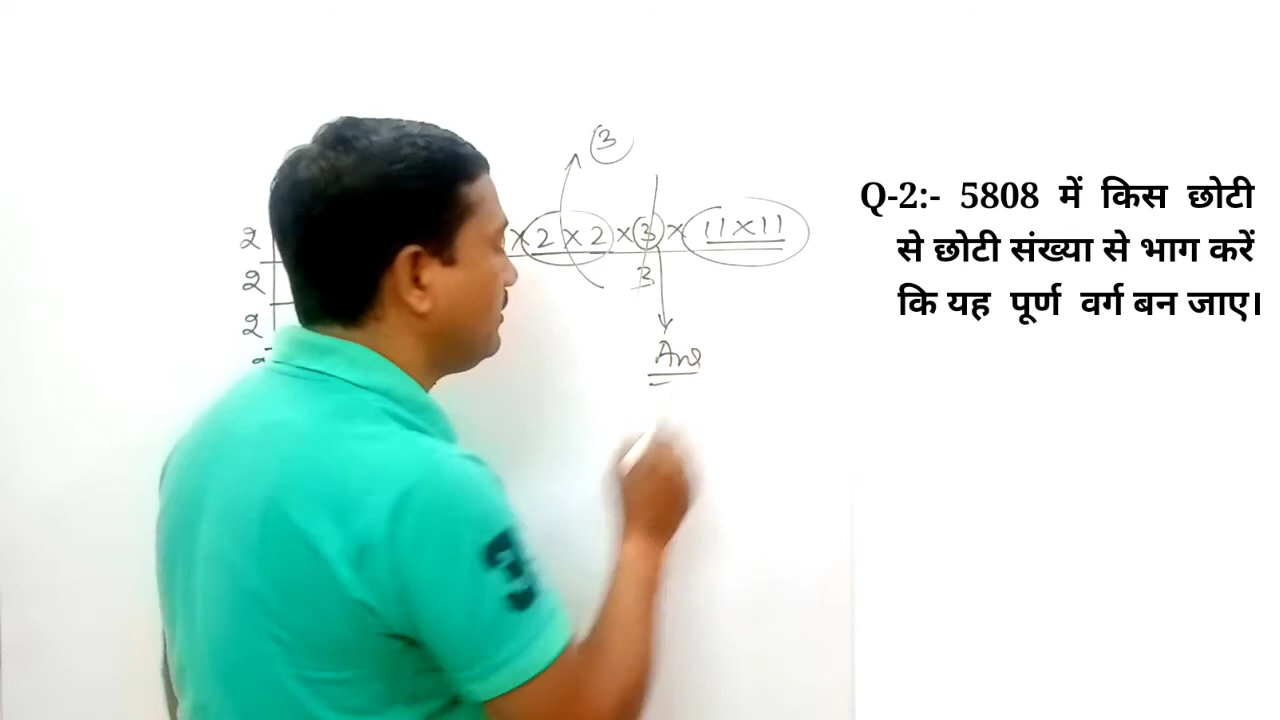 3
2
× 2 × 2 × 3 × 11 × 11
2
3
2
Ans
Q-2:- 5808 में किस छोटी
से छोटी संख्या से भाग करें
कि यह पूर्ण वर्ग बन जाए।